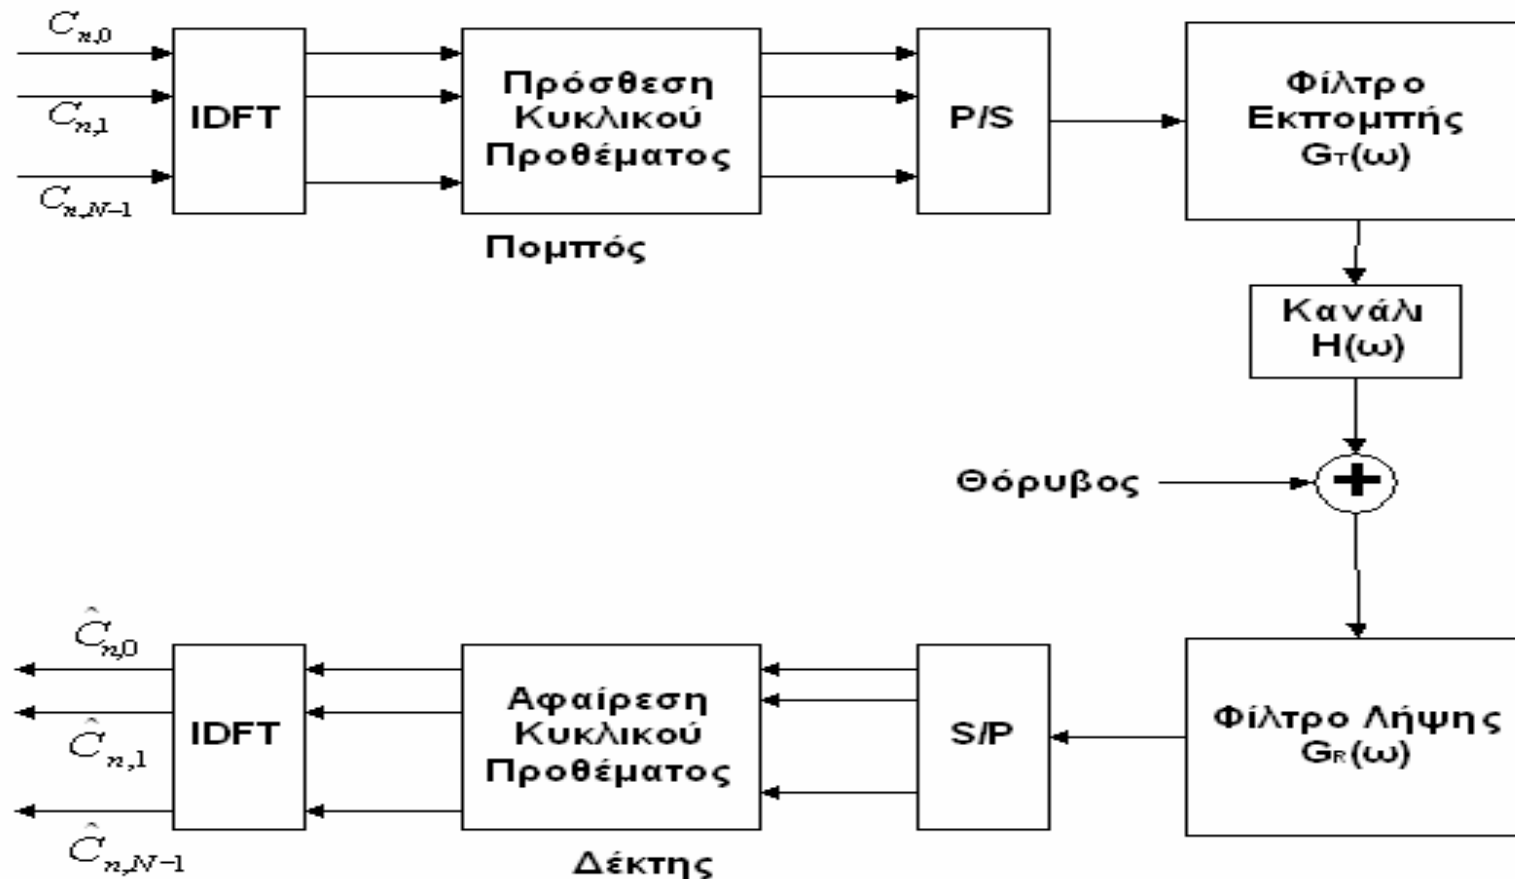 C_{n,0}
C_{n,1}
C_{n,N-1}
IDFT
Πρόσθεση
Κυκλικού
Προθέματος
P/S
Φίλτρο
Εκπομπής
G_T(ω)
Πομπός
Κανάλι
H(ω)
Θόρυβος
+
Ĉ_{n,0}
Ĉ_{n,1}
Ĉ_{n,N-1}
IDFT
Αφαίρεση
Κυκλικού
Προθέματος
S/P
Φίλτρο Λήψης
G_R(ω)
Δέκτης